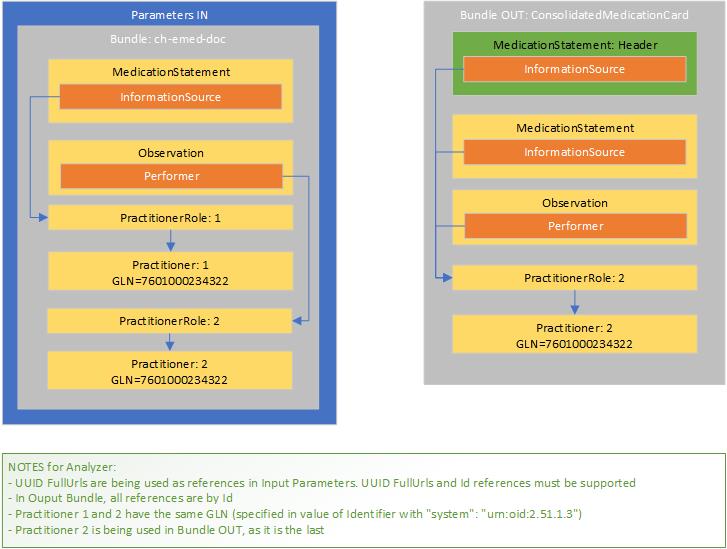 Parameters IN
Bundle: ch-emed-doc
MedicationStatement
InformationSource
Observation
Performer
PractitionerRole: 1
Practitioner: 1
GLN=7601000234322
PractitionerRole: 2
Practitioner: 2
GLN=7601000234322
Bundle OUT: ConsolidatedMedicationCard
MedicationStatement: Header
InformationSource
MedicationStatement
InformationSource
Observation
Performer
PractitionerRole: 2
Practitioner: 2
GLN=7601000234322
NOTES for Analyzer:
- UUID FullUrls are being used as references in Input Parameters. UUID FullUrls and Id references must be supported
- In Ouput Bundle, all references are by Id
- Practitioner 1 and 2 have the same GLN (specified in value of Identifier with "system": "urn:oid:2.51.1.3")
- Practitioner 2 is being used in Bundle OUT, as it is the last